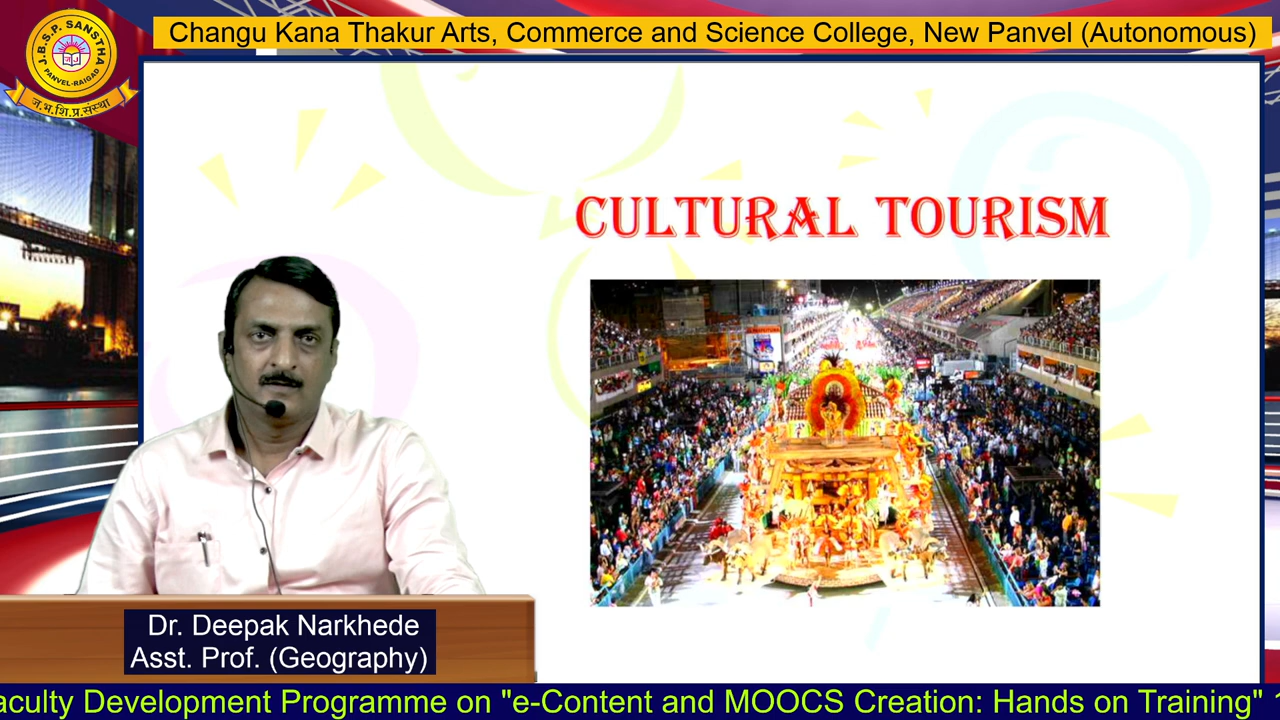 J.B.S.P. SANSTHA
PANVEL-RAIGAD
ज.भ.शि.प्र.संस्था
Changu Kana Thakur Arts, Commerce and Science College, New Panvel (Autonomous)
CULTURAL TOURISM
Dr. Deepak Narkhede
Asst. Prof. (Geography)
aculty Development Programme on "e-Content and MOOCS Creation: Hands on Training"